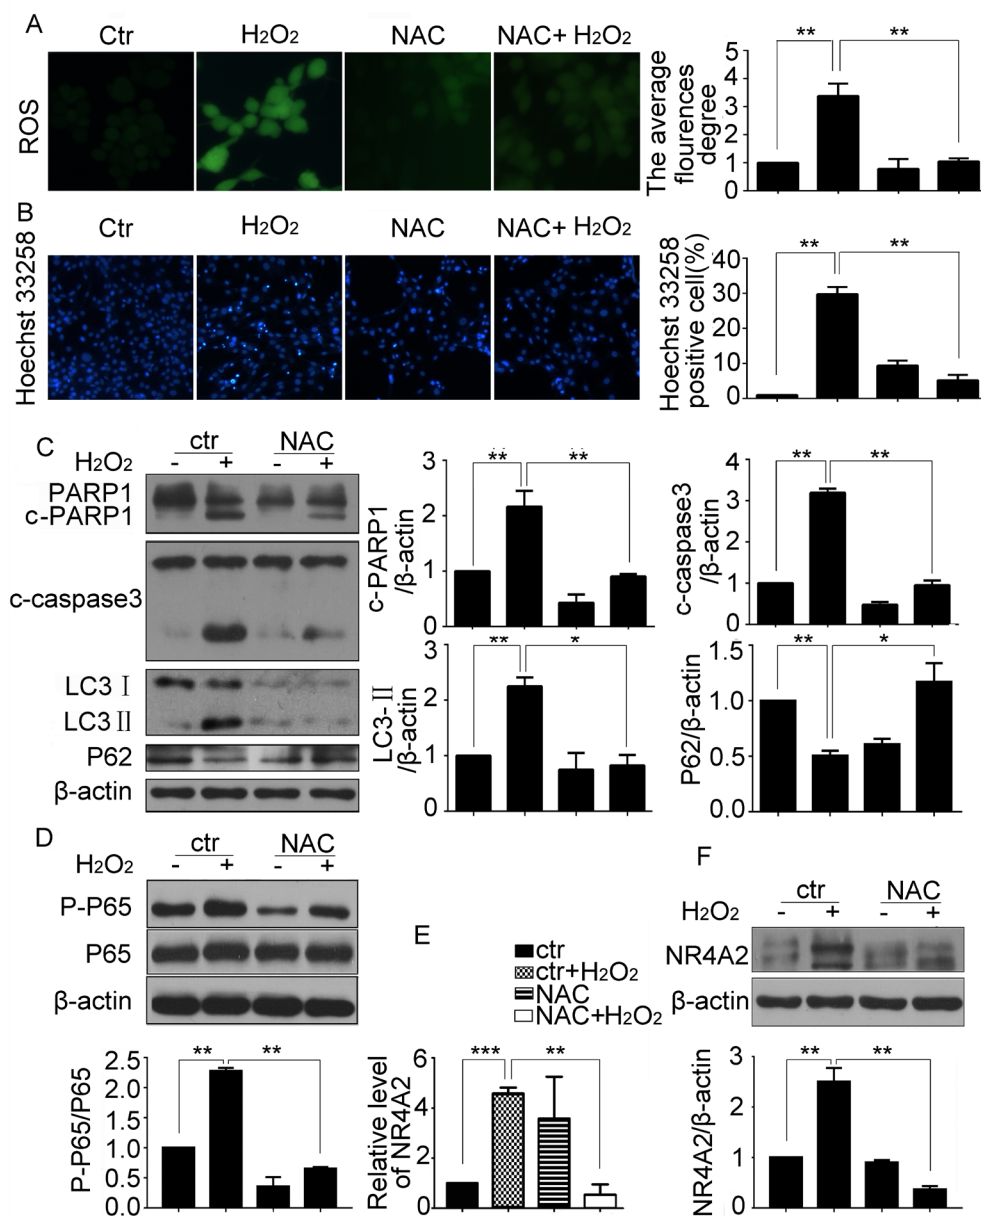 A
Ctr H2O2 NAC NAC+ H2O2
ROS
The average
flourences
degree
** **
5
4
3
2
1
0
B
Ctr H2O2 NAC NAC+ H2O2
Hoechst 33258
Hoechst 33258
positive cell(%)
** **
40
30
20
10
0
C
ctr NAC
H2O2 - + - +
PARP1
c-PARP1
c-caspase3
LC3 I
LC3 II
P62
β-actin
c-PARP1
/β-actin
** **
3
2
1
0
c-caspase3
/β-actin
** **
4
3
2
1
0
LC3-II
/β-actin
** *
3
2
1
0
P62/β-actin
** *
1.5
1.0
0.5
0.0
D
ctr NAC
H2O2 - + - +
P-P65
P65
β-actin
P-P65/P65
** **
2.5
2.0
1.5
1.0
0.5
0.0
E
ctr
ctr+H2O2
NAC
NAC+H2O2
Relative level
of NR4A2
*** **
6
4
2
0
F
ctr NAC
H2O2 - + - +
NR4A2
β-actin
NR4A2/β-actin
** **
3
2
1
0